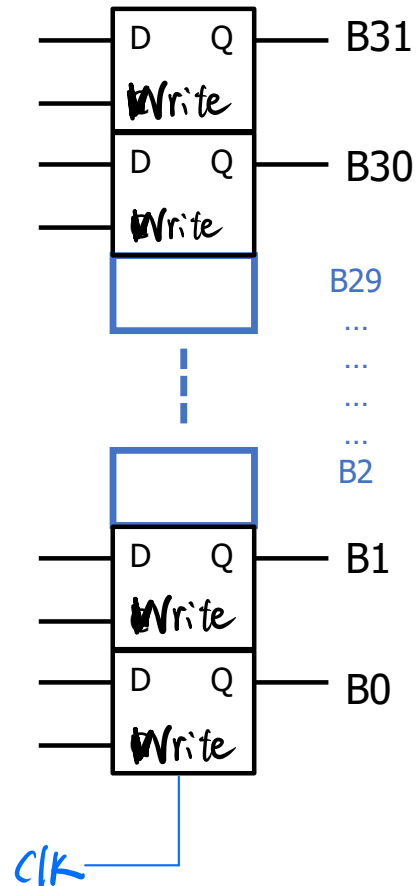 D Q B31
Write
D Q B30
Write
B29
...
...
...
...
B2
D Q B1
Write
D Q B0
Write
Clk